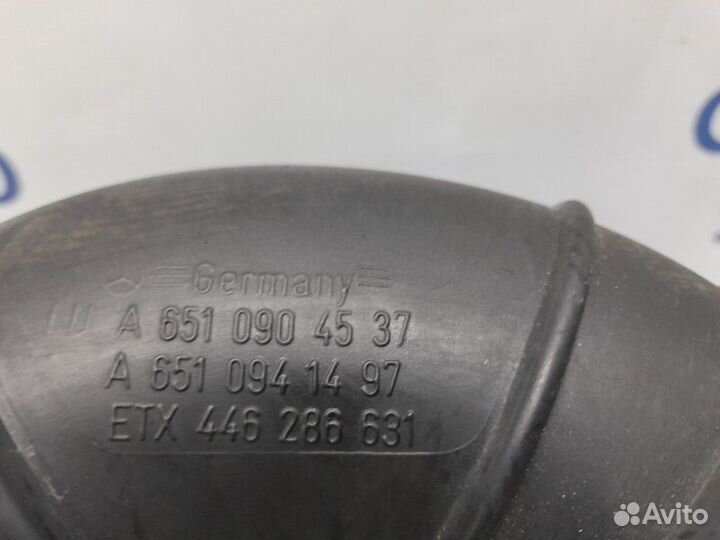 Germany
A 651 090 45 37
A 651 094 14 97
ETX 446 286 631
Avito